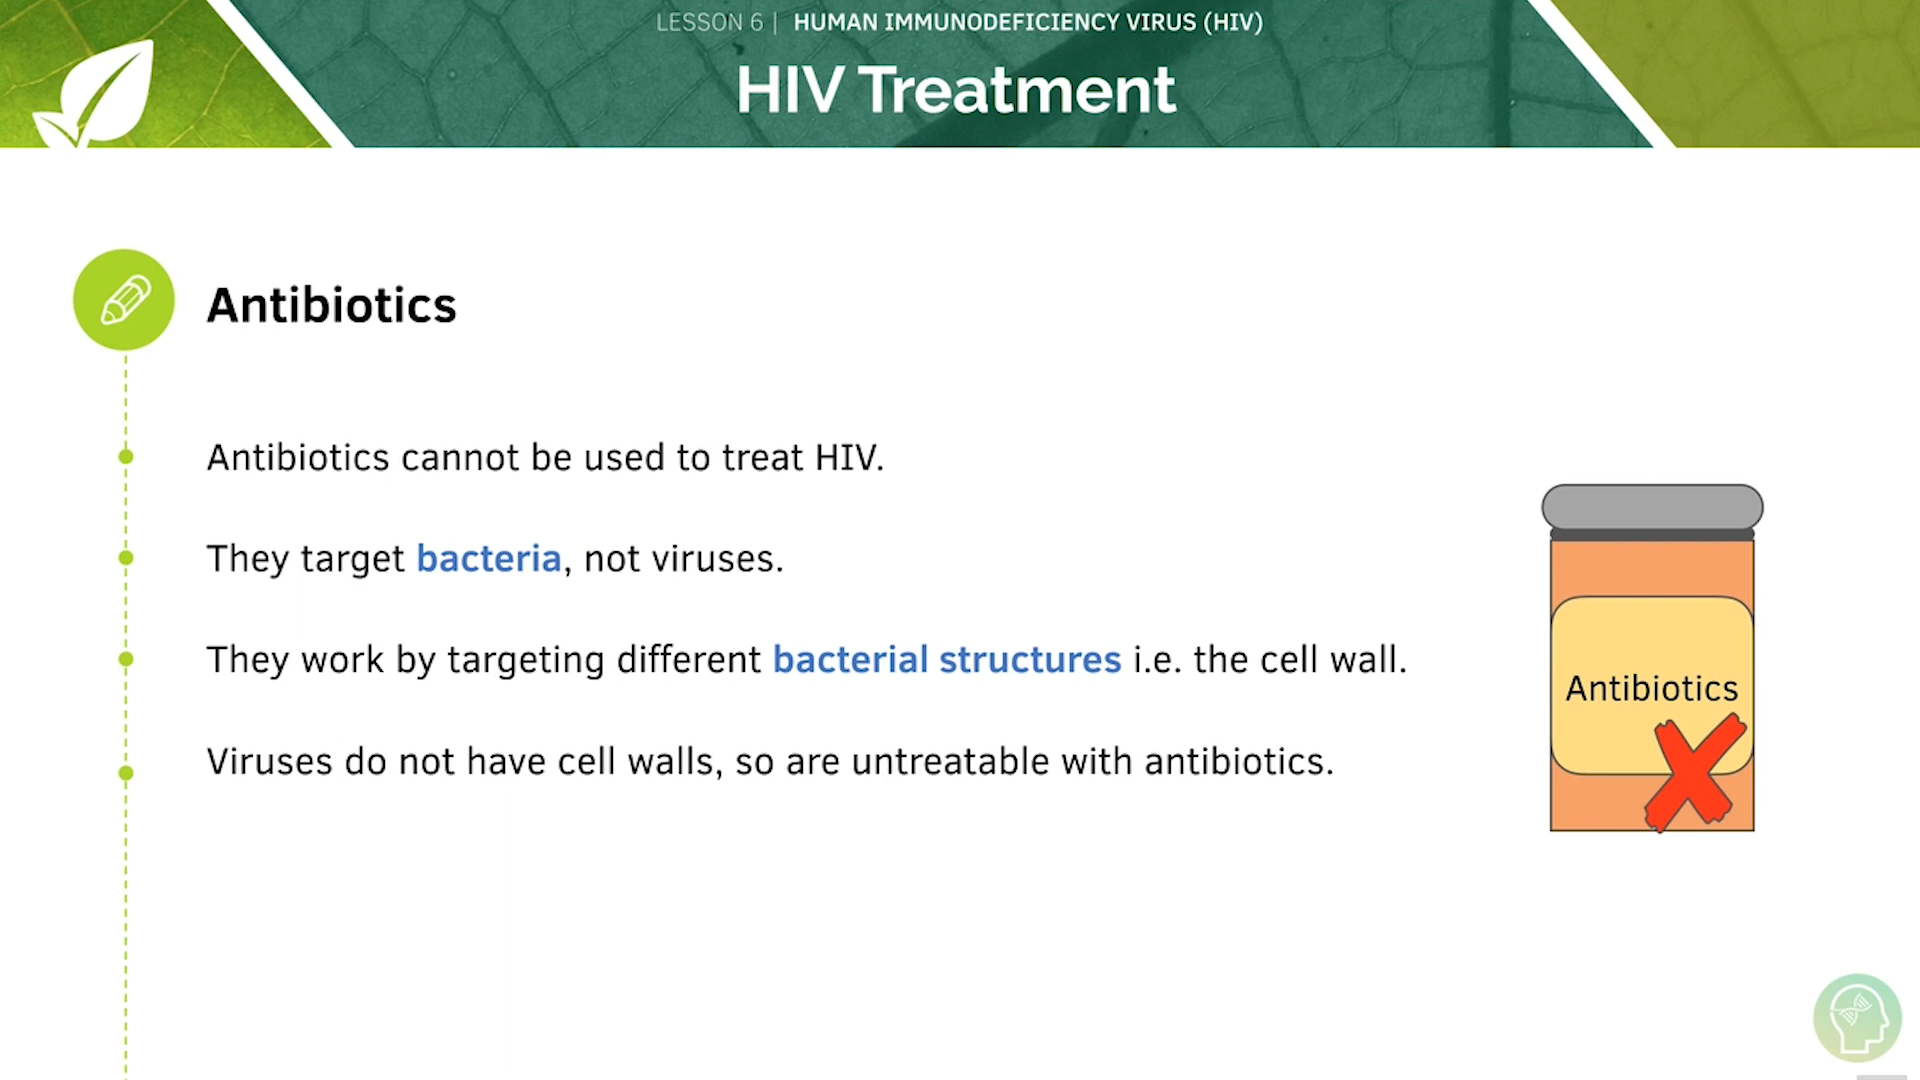 LESSON 6 | HUMAN IMMUNODEFICIENCY VIRUS (HIV)
HIV Treatment
Antibiotics
Antibiotics cannot be used to treat HIV.
They target bacteria, not viruses.
They work by targeting different bacterial structures i.e. the cell wall.
Viruses do not have cell walls, so are untreatable with antibiotics.
Antibiotics